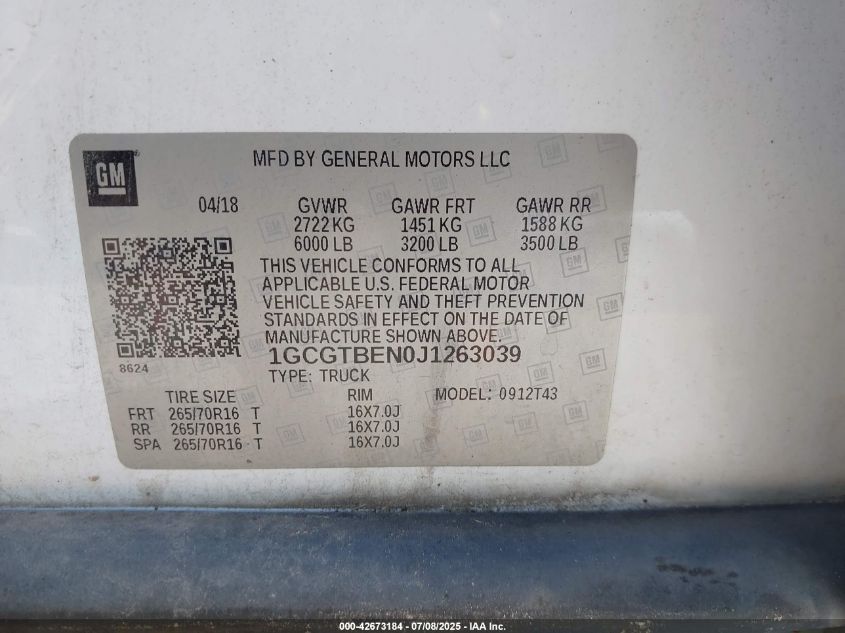 GM
MFD BY GENERAL MOTORS LLC
04/18 GVWR GAWR FRT GAWR RR
2722 KG 1451 KG 1588 KG
6000 LB 3200 LB 3500 LB
THIS VEHICLE CONFORMS TO ALL
APPLICABLE U.S. FEDERAL MOTOR
VEHICLE SAFETY AND THEFT PREVENTION
STANDARDS IN EFFECT ON THE DATE OF
MANUFACTURE SHOWN ABOVE.
1GCGTBEN0J1263039
8624
TYPE: TRUCK
TIRE SIZE RIM MODEL: 0912T43
FRT 265/70R16 T 16X7.0J
RR 265/70R16 T 16X7.0J
SPA 265/70R16 T 16X7.0J
000-42673184 - 07/08/2025 - IAA Inc.